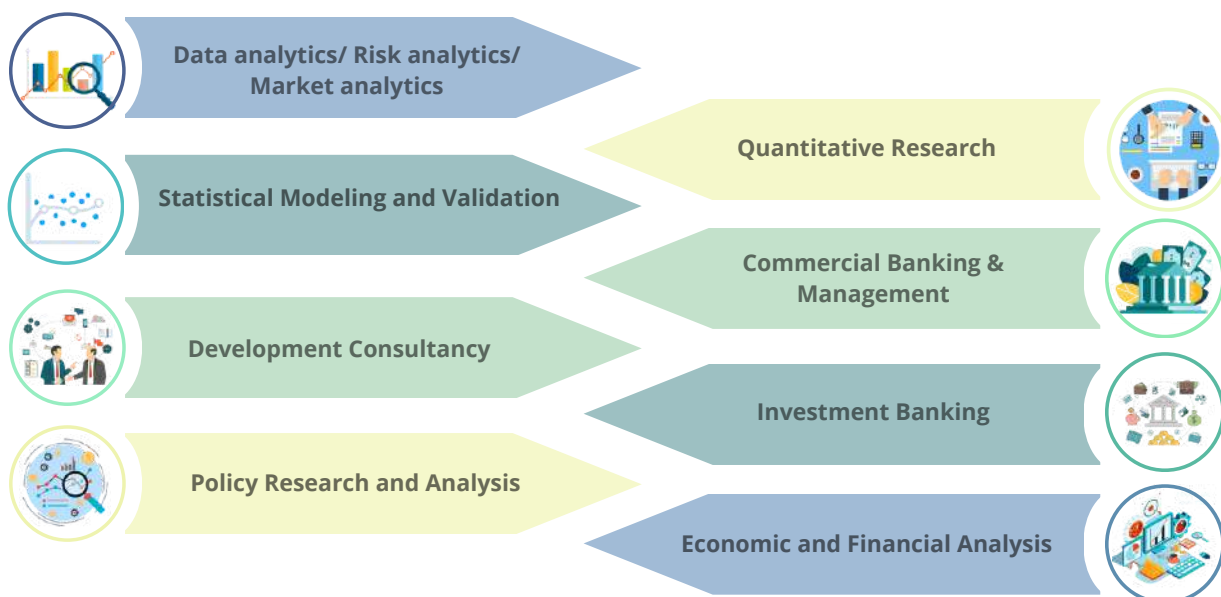 Data analytics/ Risk analytics/
Market analytics
Quantitative Research
Statistical Modeling and Validation
Commercial Banking &
Management
Development Consultancy
Investment Banking
Policy Research and Analysis
Economic and Financial Analysis